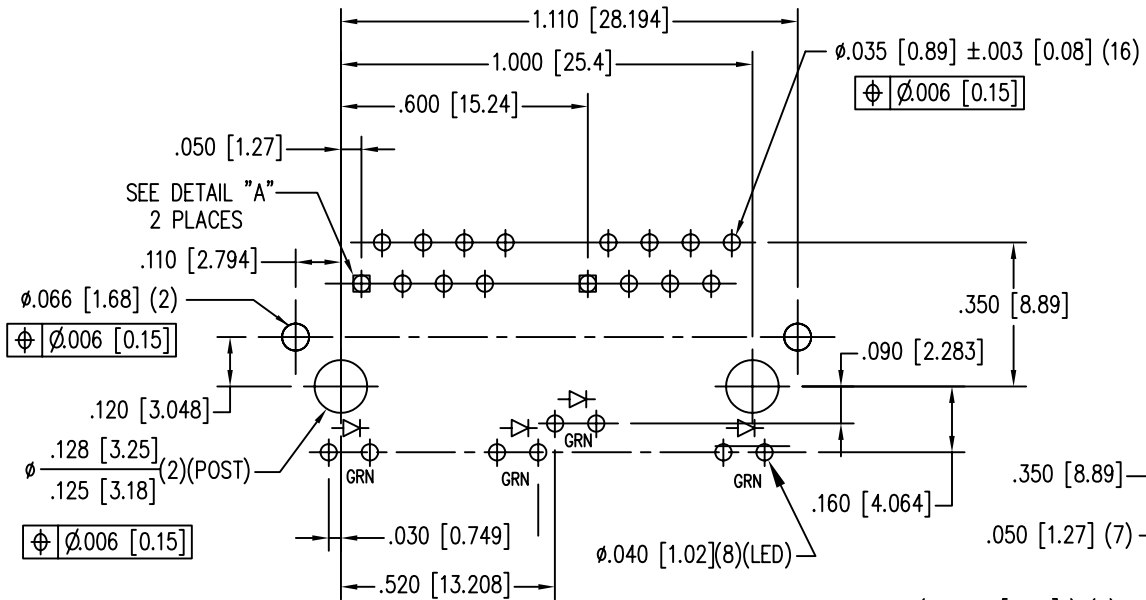 1.110 [28.194]
ø.035 [0.89] ±.003 [0.08] (16)
1.000 [25.4]
⌖ Ø.006 [0.15]
.600 [15.24]
.050 [1.27]
SEE DETAIL "A"
2 PLACES
.110 [2.794]
ø.066 [1.68] (2)
.350 [8.89]
⌖ Ø.006 [0.15]
.090 [2.283]
.120 [3.048]
GRN
ø .128 [3.25]
.125 [3.18] (2)(POST)
GRN
GRN
GRN
.350 [8.89]
.160 [4.064]
⌖ Ø.006 [0.15]
.030 [0.749]
.050 [1.27] (7)
ø.040 [1.02](8)(LED)
.520 [13.208]